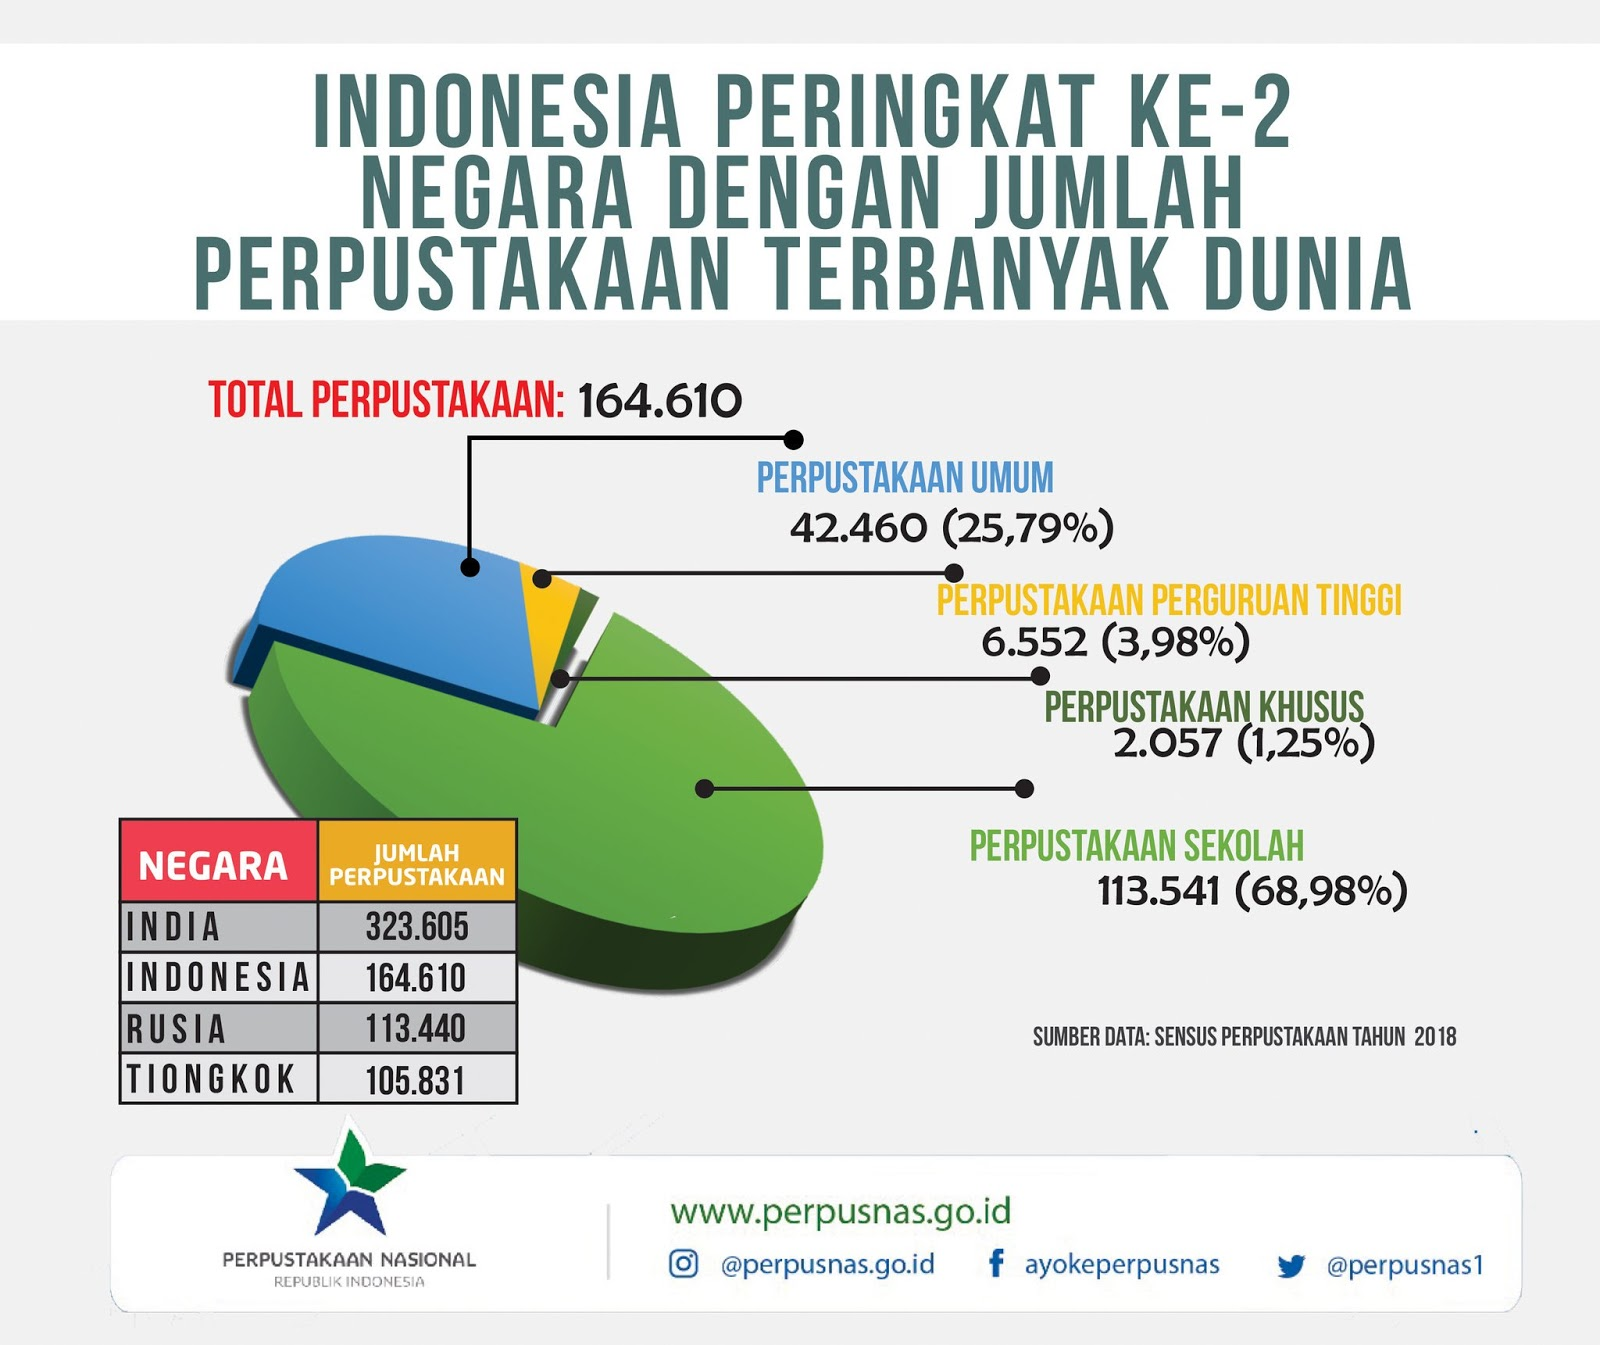 INDONESIA PERINGKAT KE-2
NEGARA DENGAN JUMLAH
PERPUSTAKAAN TERBANYAK DUNIA
TOTAL PERPUSTAKAAN: 164.610
PERPUSTAKAAN UMUM
42.460 (25,79%)
PERPUSTAKAAN PERGURUAN TINGGI
6.552 (3,98%)
PERPUSTAKAAN KHUSUS
2.057 (1,25%)
PERPUSTAKAAN SEKOLAH
113.541 (68,98%)
NEGARA
JUMLAH
PERPUSTAKAAN
INDIA 323.605
INDONESIA 164.610
RUSIA 113.440
TIONGKOK 105.831
SUMBER DATA: SENSUS PERPUSTAKAAN TAHUN 2018
PERPUSTAKAAN NASIONAL
REPUBLIK INDONESIA
www.perpusnas.go.id
@perpusnas.go.id ayokeperpusnas @perpusnas1